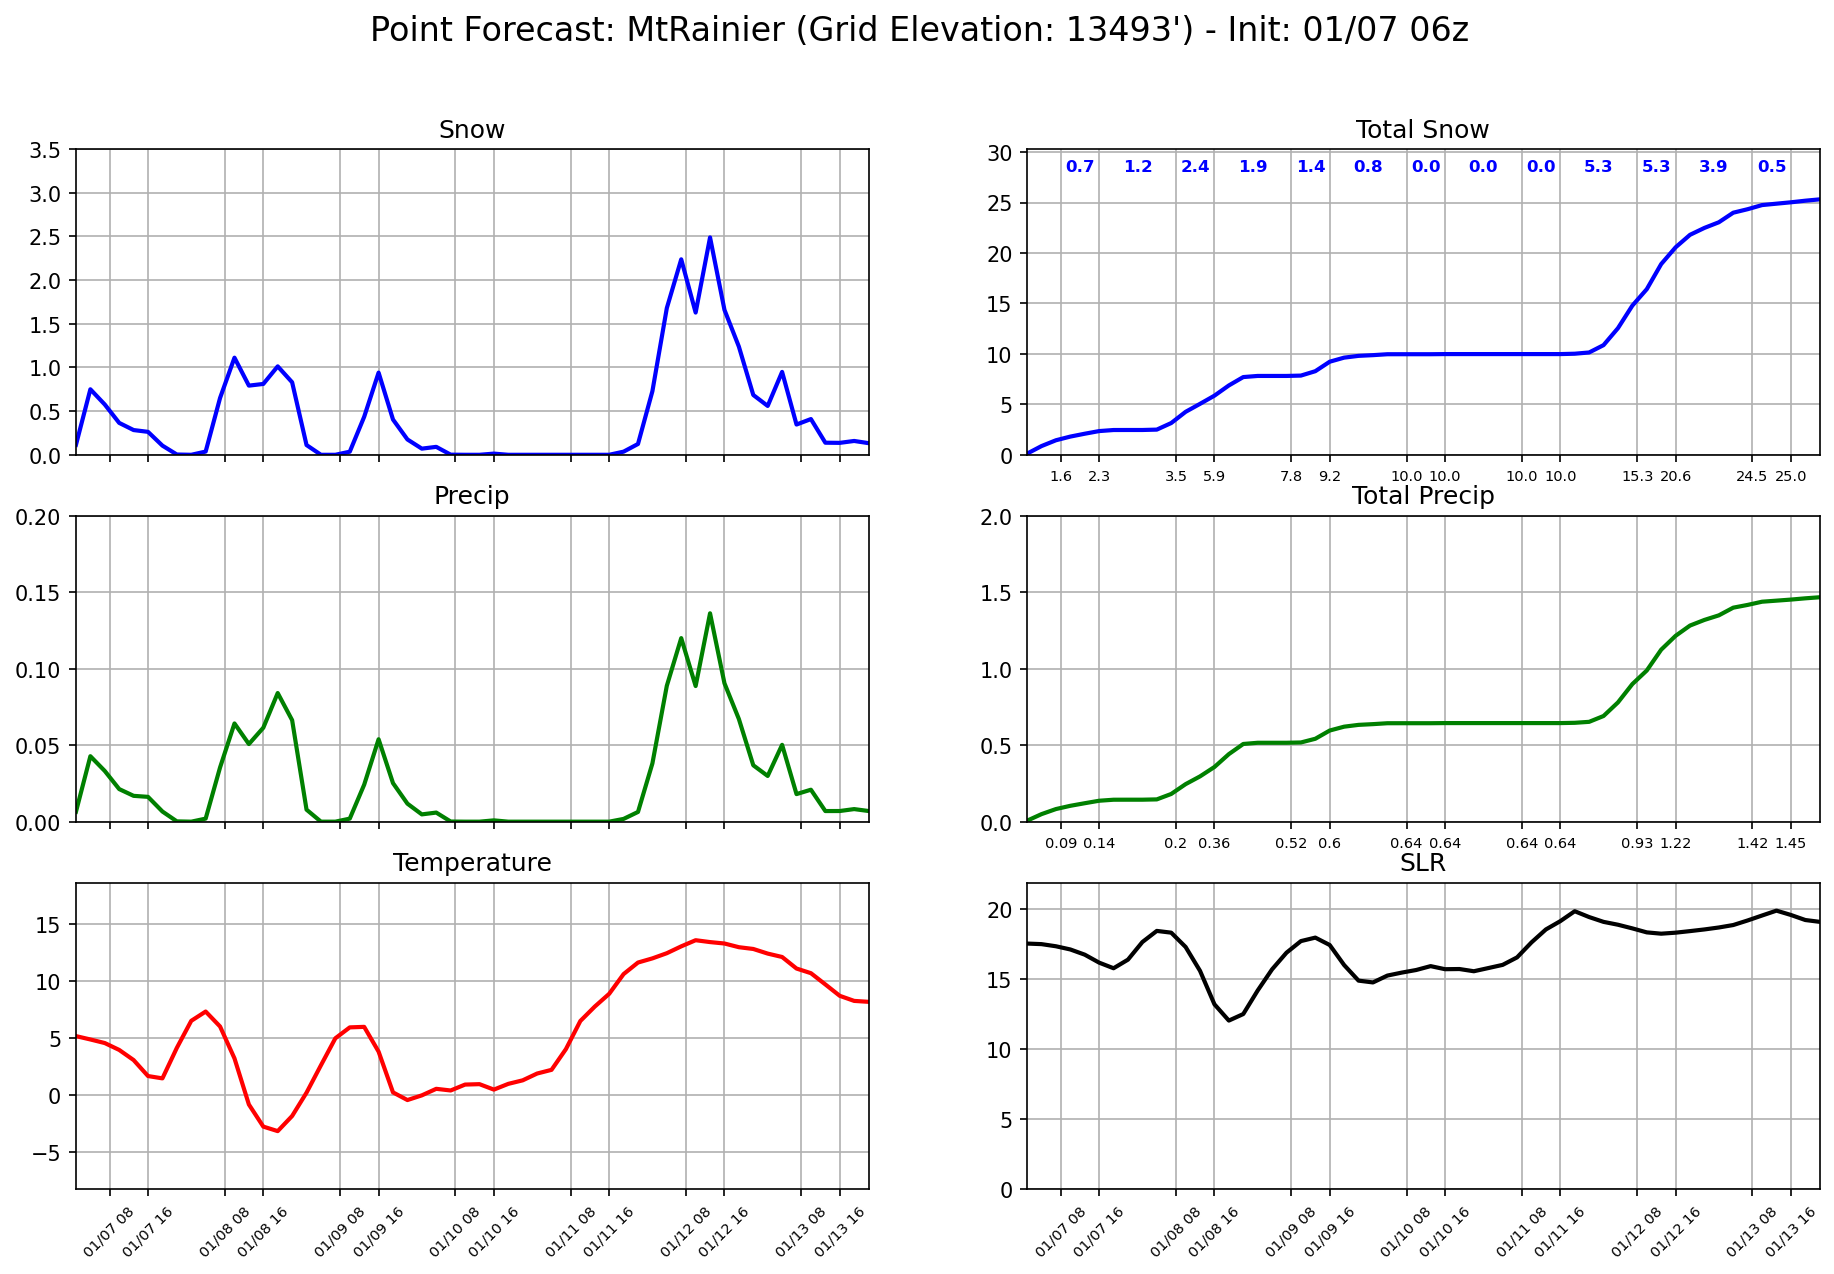 Point Forecast: MtRainier (Grid Elevation: 13493') - Init: 01/07 06z
Snow
3.5
3.0
2.5
2.0
1.5
1.0
0.5
0.0
Total Snow
30
25
20
15
10
5
0
0.7 1.2 2.4 1.9 1.4 0.8 0.0 0.0 0.0 5.3 5.3 3.9 0.5
1.6 2.3 3.5 5.9 7.8 9.2 10.0 10.0 10.0 10.0 15.3 20.6 24.5 25.0
Precip
0.20
0.15
0.10
0.05
0.00
Total Precip
2.0
1.5
1.0
0.5
0.0
0.09 0.14 0.2 0.36 0.52 0.6 0.64 0.64 0.64 0.64 0.93 1.22 1.42 1.45
Temperature
15
10
5
0
−5
01/07 08 01/07 16 01/08 08 01/08 16 01/09 08 01/09 16 01/10 08 01/10 16 01/11 08 01/11 16 01/12 08 01/12 16 01/13 08 01/13 16
SLR
20
15
10
5
0
01/07 08 01/07 16 01/08 08 01/08 16 01/09 08 01/09 16 01/10 08 01/10 16 01/11 08 01/11 16 01/12 08 01/12 16 01/13 08 01/13 16